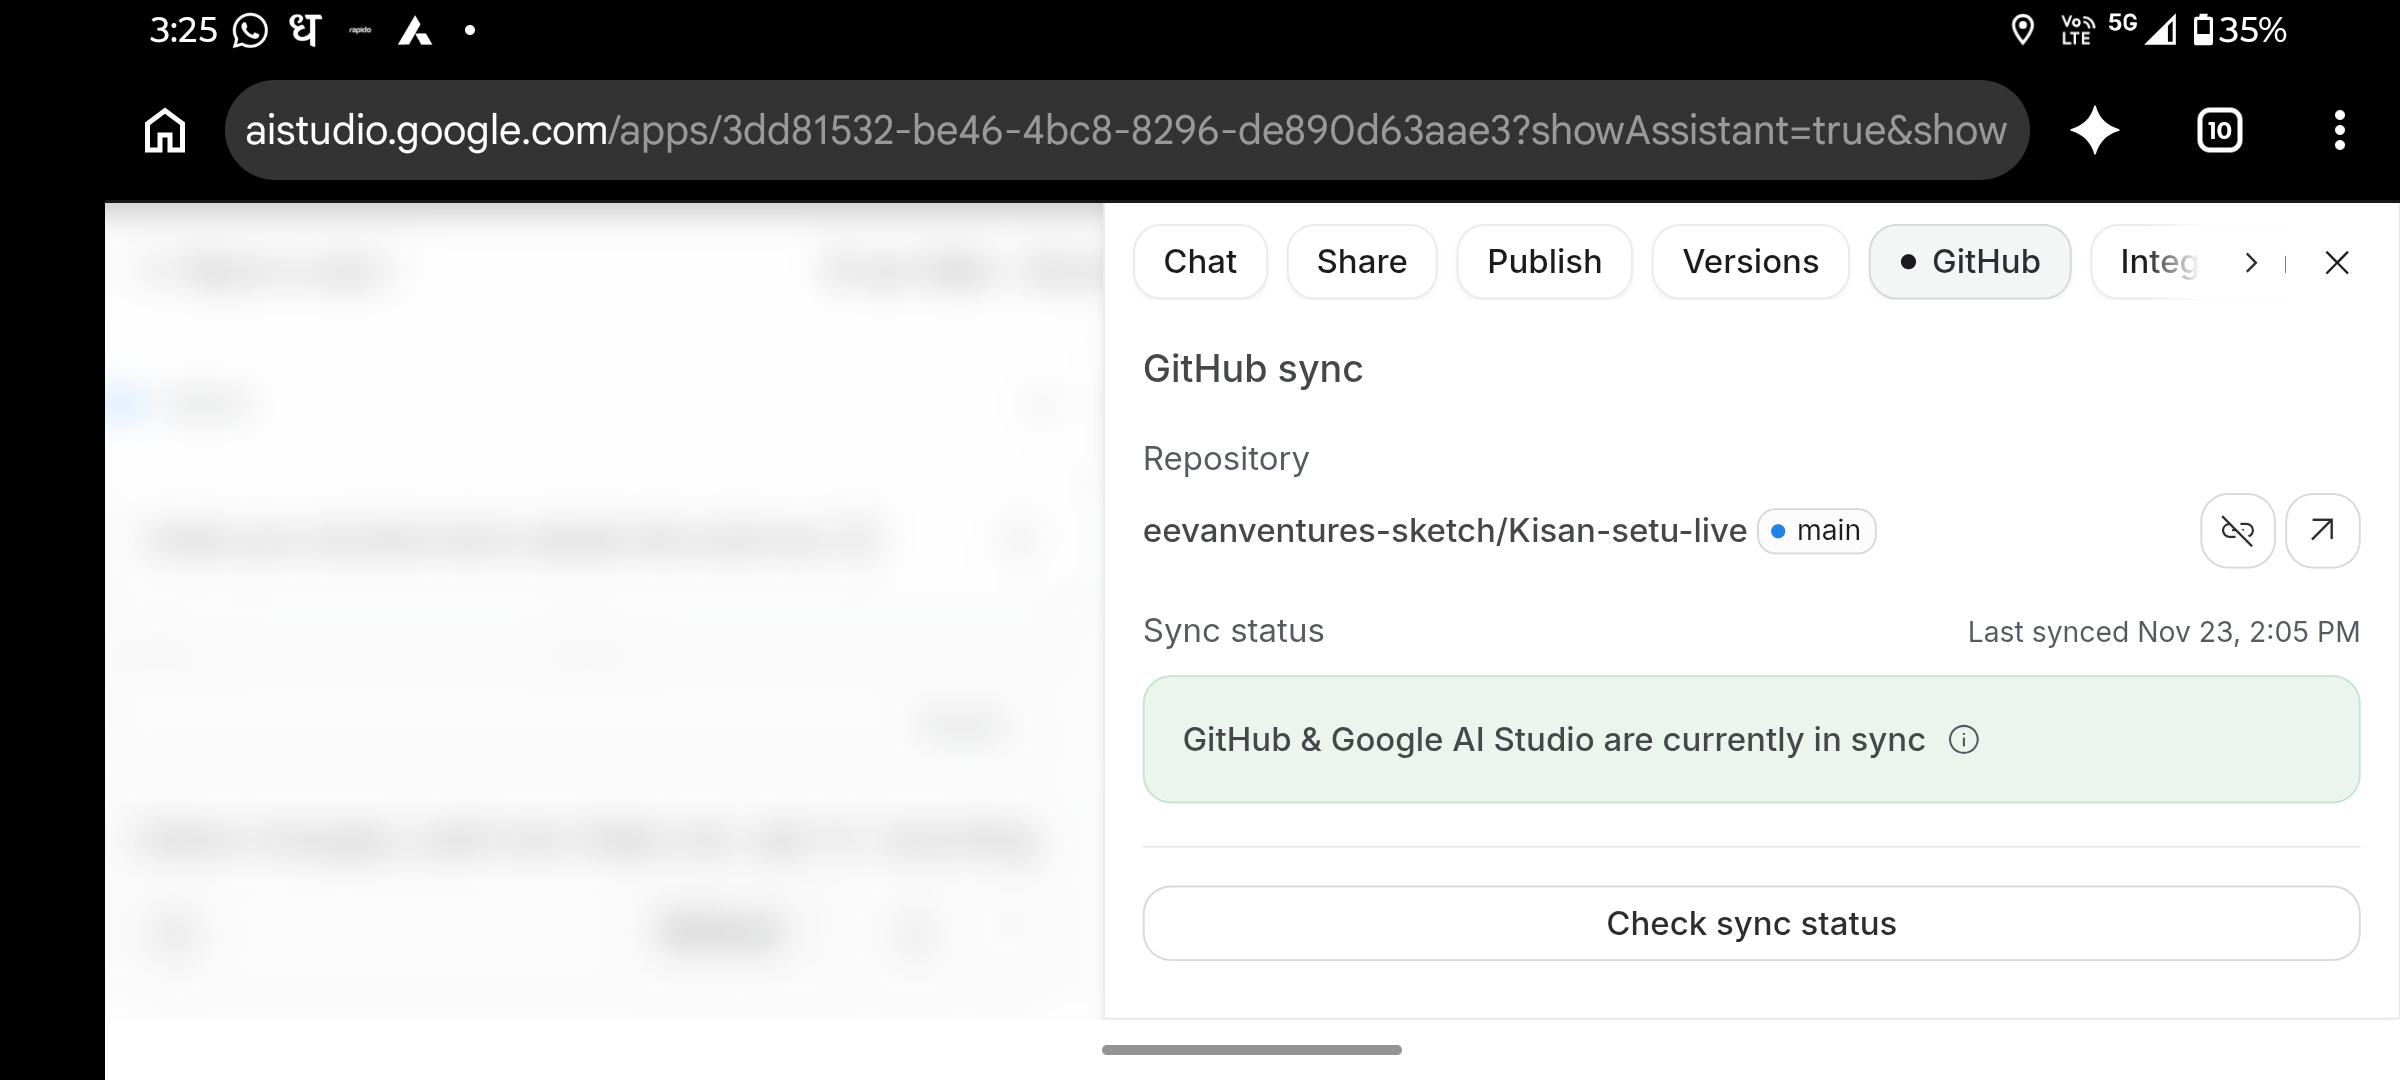 3:25 ध rapido VoLTE 5G 35%
aistudio.google.com/apps/3dd81532-be46-4bc8-8296-de890d63aae3?showAssistant=true&show 10
Chat Share Publish Versions GitHub Integ
GitHub sync
Repository
eevanventures-sketch/Kisan-setu-live main
Sync status Last synced Nov 23, 2:05 PM
GitHub & Google AI Studio are currently in sync
Check sync status